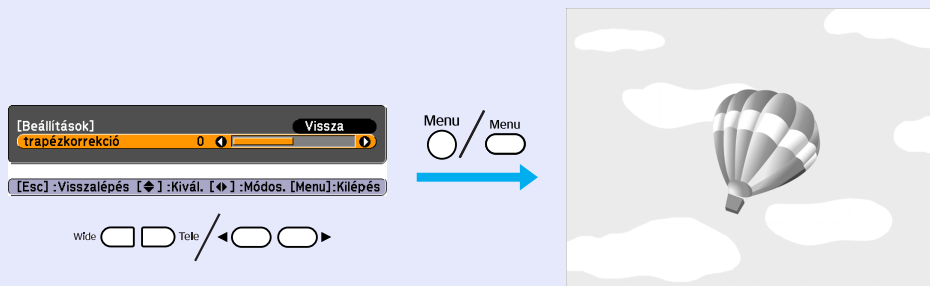 [Beállítások] Vissza
trapézkorrekció 0
[Esc] :Visszalépés [ ] :Kivál. [ ] :Módos. [Menu]:Kilépés
Menu / Menu
Wide Tele /